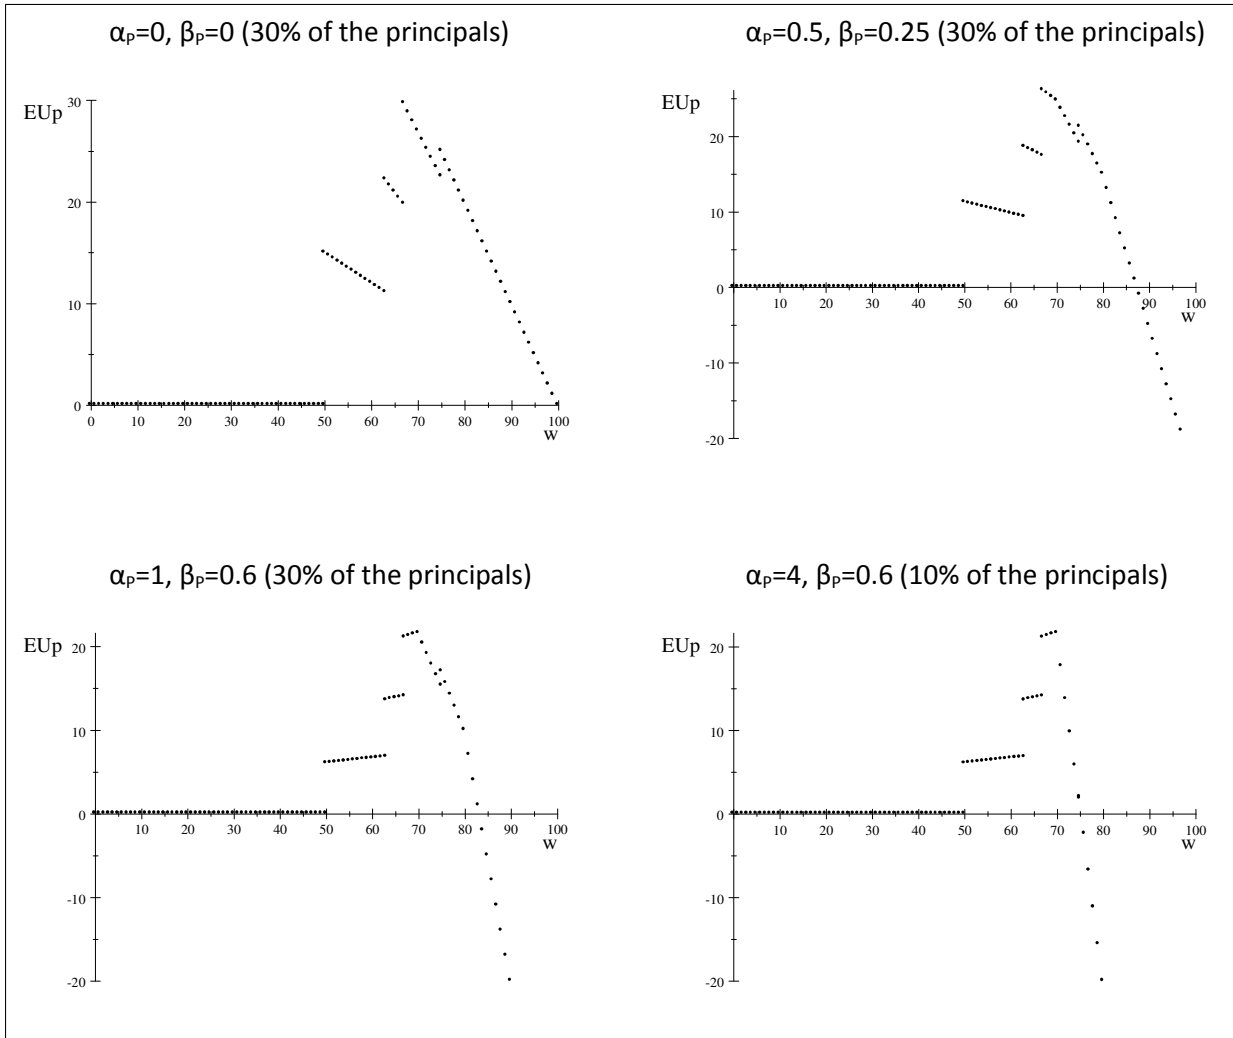 αP=0, βP=0 (30% of the principals)
EUp
30
20
10
0
0 10 20 30 40 50 60 70 80 90 100
w
αP=0.5, βP=0.25 (30% of the principals)
EUp
20
10
0
10 20 30 40 50 60 70 80 90 100
w
-10
-20
αP=1, βP=0.6 (30% of the principals)
EUp
20
10
0
10 20 30 40 50 60 70 80 90 100
w
-10
-20
αP=4, βP=0.6 (10% of the principals)
EUp
20
10
0
10 20 30 40 50 60 70 80 90 100
w
-10
-20